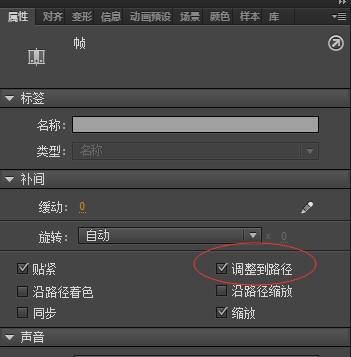 属性 对齐 变形 信息 动画预设 场景 颜色 样本 库
帧
标签
名称：
类型： 名称
补间
缓动： 0
旋转： 自动 x 0
贴紧 调整到路径
沿路径着色 沿路径缩放
同步 缩放
声音